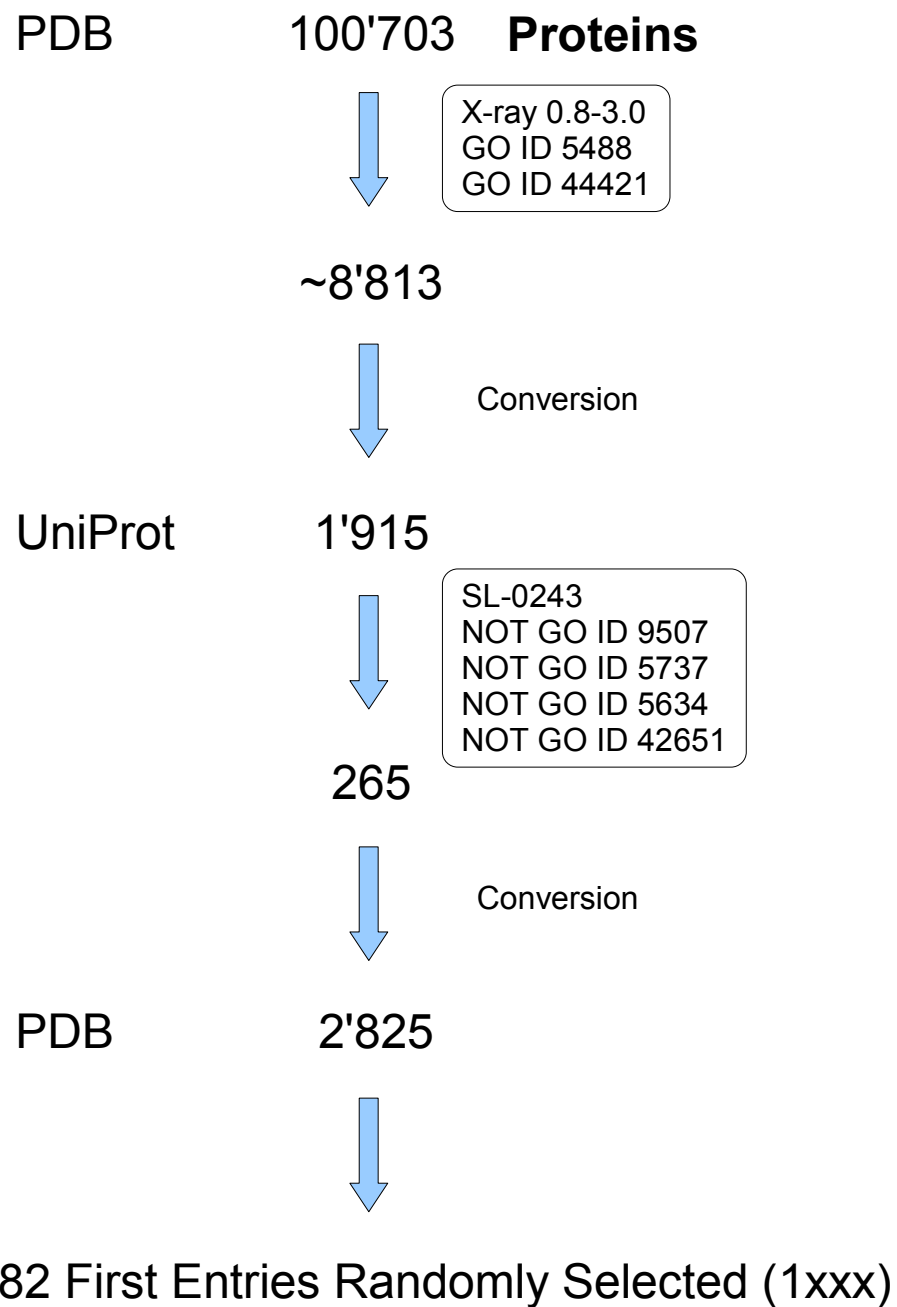 PDB 100'703 Proteins
X-ray 0.8-3.0
GO ID 5488
GO ID 44421
~8'813
Conversion
UniProt 1'915
SL-0243
NOT GO ID 9507
NOT GO ID 5737
NOT GO ID 5634
NOT GO ID 42651
265
Conversion
PDB 2'825
82 First Entries Randomly Selected (1xxx)